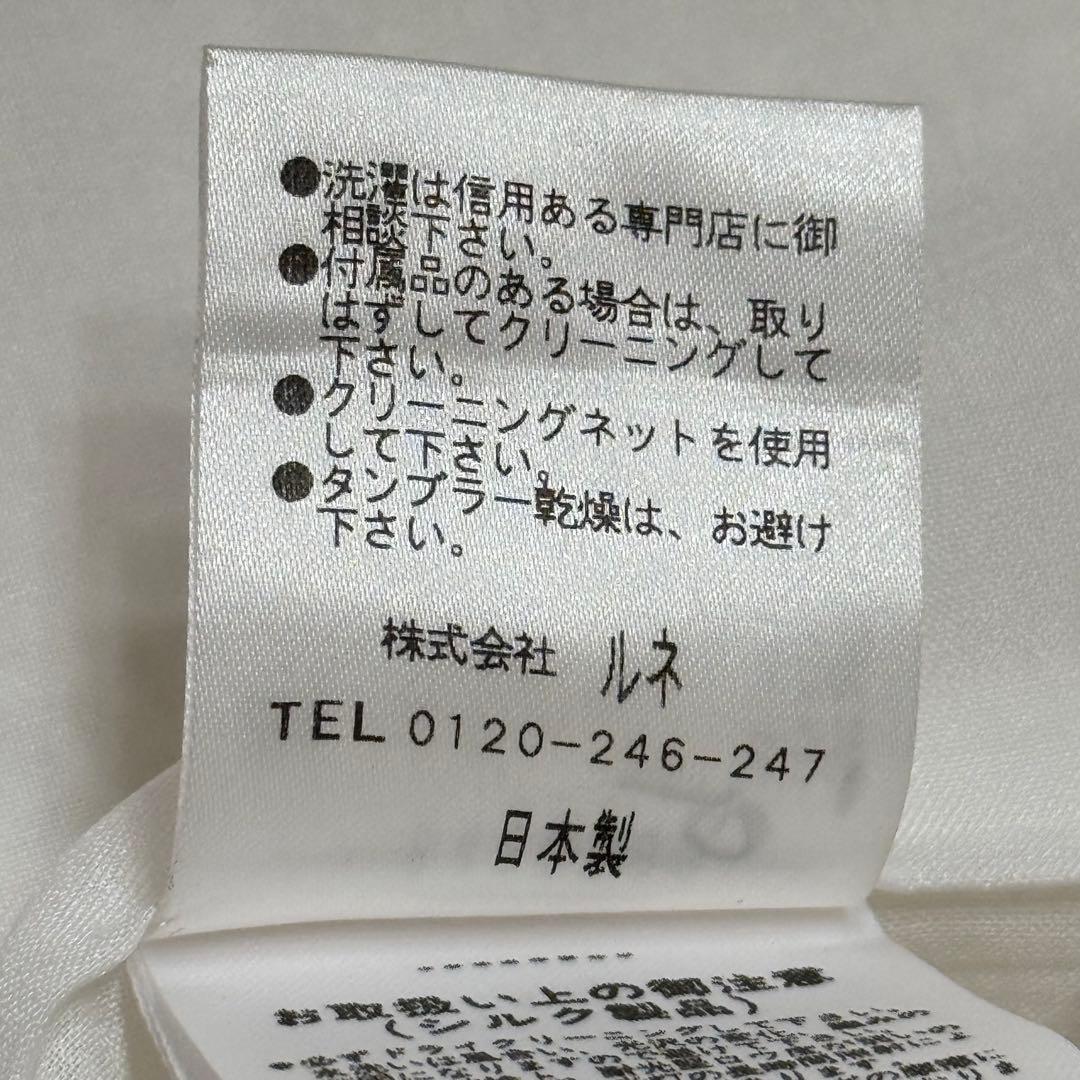 ●洗濯は信用ある専門店に御
相談下さい。
●付属品のある場合は、取り
はずしてクリーニングして
下さい。
●クリーニングネットを使用
して下さい。
●タンブラー乾燥は、お避け
下さい。
株式会社 ルネ
TEL 0120-246-247
日本製
--------
お取扱い上の御注意
(シルク製品)